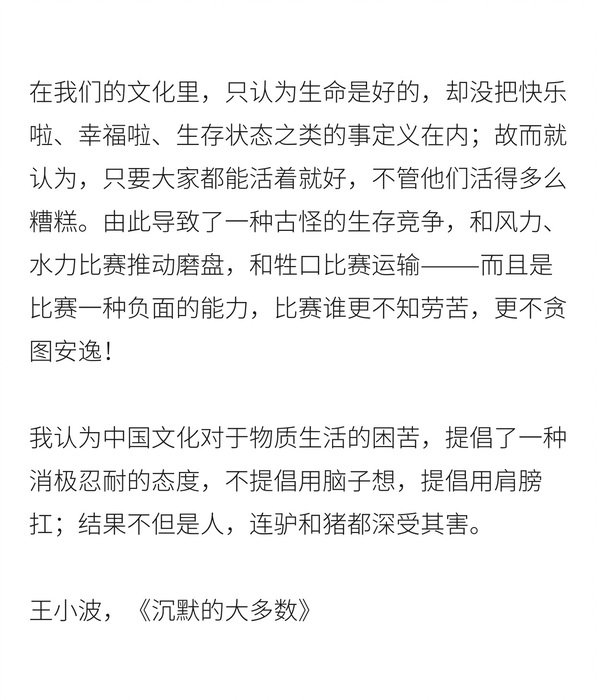 在我们的文化里，只认为生命是好的，却没把快乐
啦、幸福啦、生存状态之类的事定义在内；故而就
认为，只要大家都能活着就好，不管他们活得多么
糟糕。由此导致了一种古怪的生存竞争，和风力、
水力比赛推动磨盘，和牲口比赛运输——而且是
比赛一种负面的能力，比赛谁更不知劳苦，更不贪
图安逸！
我认为中国文化对于物质生活的困苦，提倡了一种
消极忍耐的态度，不提倡用脑子想，提倡用肩膀
扛；结果不但是人，连驴和猪都深受其害。
王小波，《沉默的大多数》